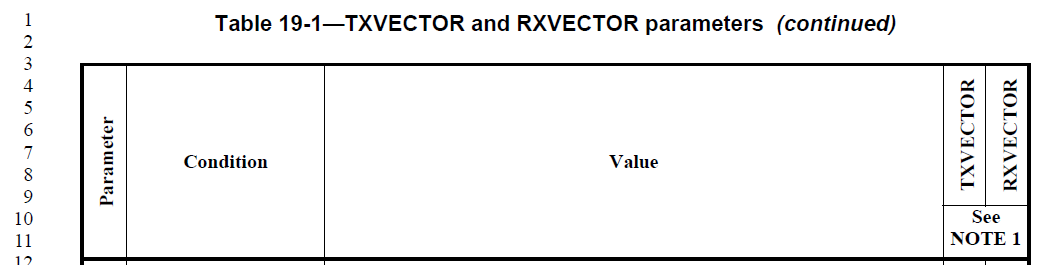 Table 19-1—TXVECTOR and RXVECTOR parameters (continued)
1
2
3
4
5
6
7
8
9
10
11
12
Parameter
Condition
Value
TXVECTOR
RXVECTOR
See
NOTE 1